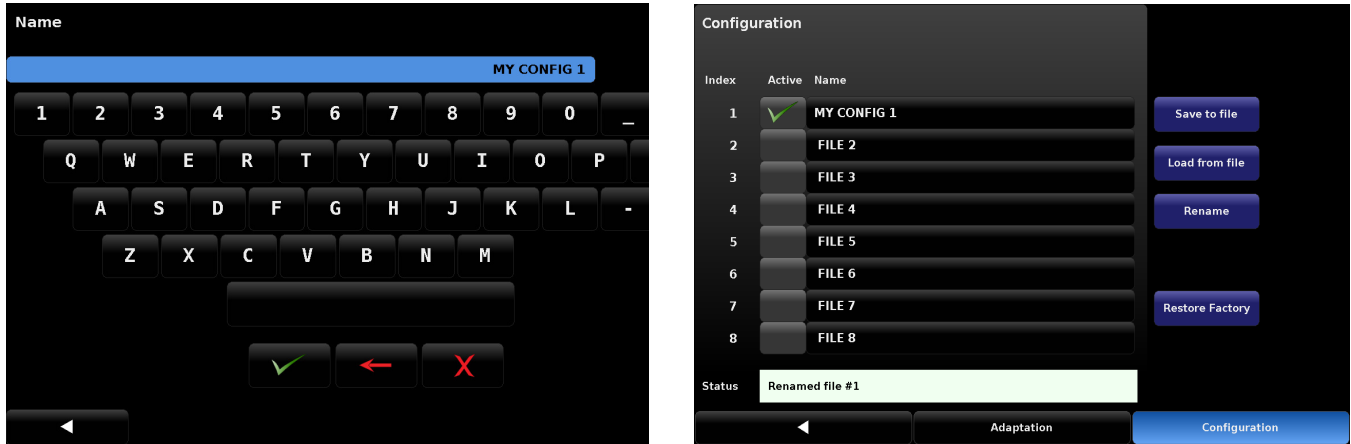 Name
MY CONFIG 1
1 2 3 4 5 6 7 8 9 0 _
Q W E R T Y U I O P
A S D F G H J K L -
Z X C V B N M
X
Configuration
Index Active Name
1 MY CONFIG 1
2 FILE 2
3 FILE 3
4 FILE 4
5 FILE 5
6 FILE 6
7 FILE 7
8 FILE 8
Save to file
Load from file
Rename
Restore Factory
Status Renamed file #1
Adaptation Configuration